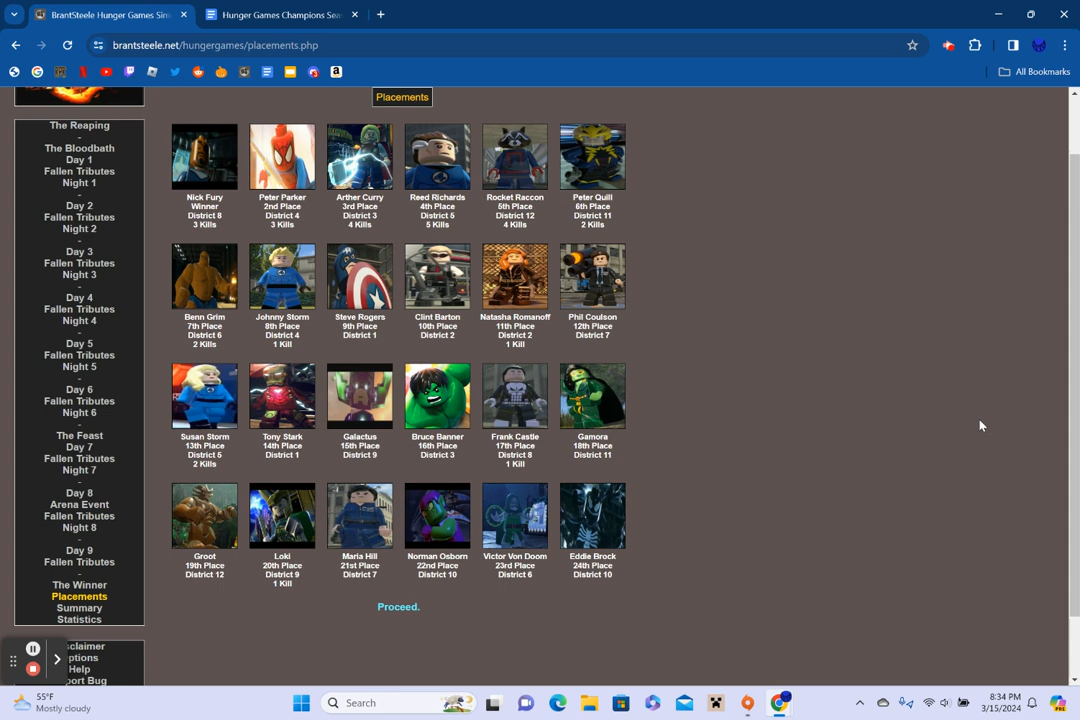 BrantSteele Hunger Games Sim
Hunger Games Champions Sea
brantsteele.net/hungergames/placements.php
All Bookmarks
Placements
The Reaping
-
The Bloodbath
Day 1
Fallen Tributes
Night 1
-
Day 2
Fallen Tributes
Night 2
-
Day 3
Fallen Tributes
Night 3
-
Day 4
Fallen Tributes
Night 4
-
Day 5
Fallen Tributes
Night 5
-
Day 6
Fallen Tributes
Night 6
-
The Feast
Day 7
Fallen Tributes
Night 7
-
Day 8
Arena Event
Fallen Tributes
Night 8
-
Day 9
Fallen Tributes
-
The Winner
Placements
Summary
Statistics
sclaimer
ptions
Help
port Bug
Nick Fury
Winner
District 8
3 Kills
Peter Parker
2nd Place
District 4
3 Kills
Arther Curry
3rd Place
District 3
4 Kills
Reed Richards
4th Place
District 5
5 Kills
Rocket Raccon
5th Place
District 12
4 Kills
Peter Quill
6th Place
District 11
2 Kills
Benn Grim
7th Place
District 6
2 Kills
Johnny Storm
8th Place
District 4
1 Kill
Steve Rogers
9th Place
District 1
Clint Barton
10th Place
District 2
Natasha Romanoff
11th Place
District 2
1 Kill
Phil Coulson
12th Place
District 7
Susan Storm
13th Place
District 5
2 Kills
Tony Stark
14th Place
District 1
Galactus
15th Place
District 9
Bruce Banner
16th Place
District 3
Frank Castle
17th Place
District 8
1 Kill
Gamora
18th Place
District 11
Groot
19th Place
District 12
Loki
20th Place
District 9
1 Kill
Maria Hill
21st Place
District 7
Norman Osborn
22nd Place
District 10
Victor Von Doom
23rd Place
District 6
Eddie Brock
24th Place
District 10
Proceed.
55°F
Mostly cloudy
Search
8:34 PM
3/15/2024